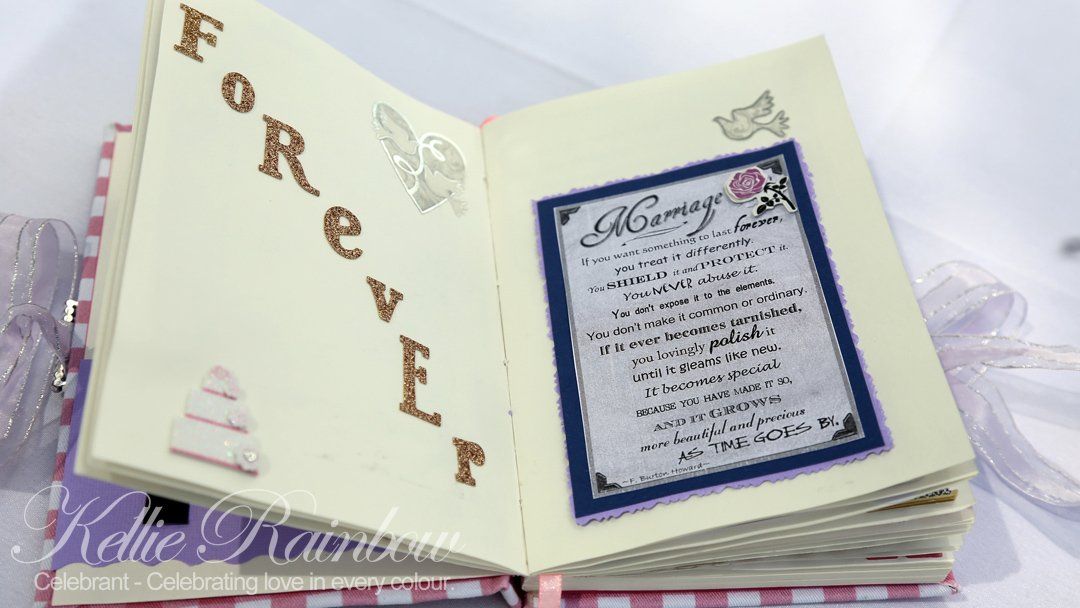 FoReVEr
Marriage
If you want something to last forever,
you treat it differently.
You SHIELD it and PROTECT it.
You NEVER abuse it.
You don't expose it to the elements.
You don't make it common or ordinary.
If it ever becomes tarnished,
you lovingly polish it
until it gleams like new.
It becomes special
BECAUSE YOU HAVE MADE IT SO,
AND IT GROWS
more beautiful and precious
AS TIME GOES BY.
~F. Burton Howard~
Kellie Rainbow
Celebrant - Celebrating love in every colour.